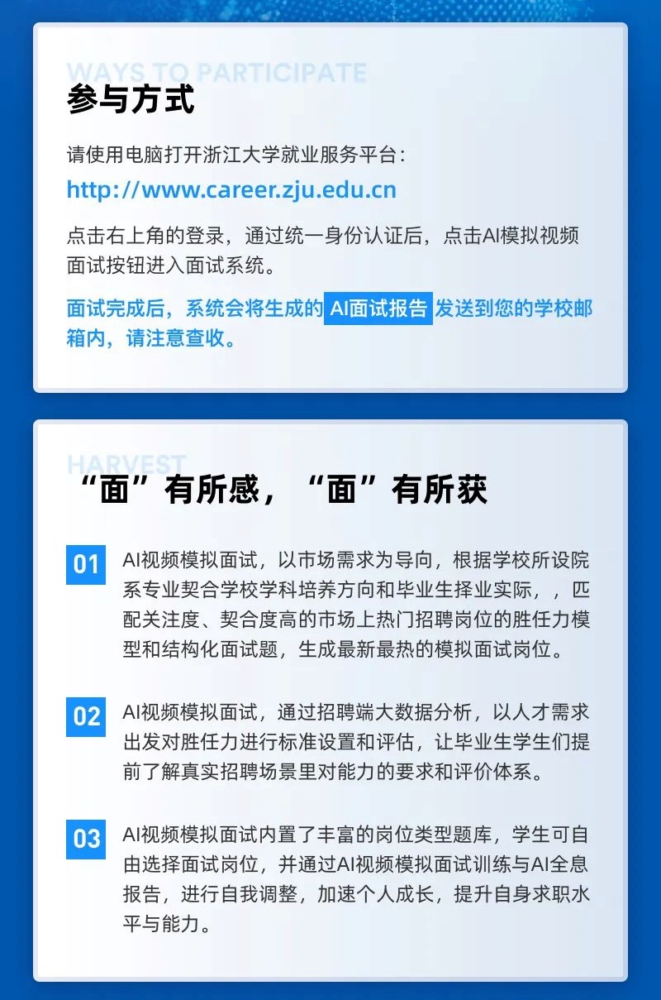 WAYS TO PARTICIPATE
参与方式
请使用电脑打开浙江大学就业服务平台：
http://www.career.zju.edu.cn
点击右上角的登录，通过统一身份认证后，点击AI模拟视频
面试按钮进入面试系统。
面试完成后，系统会将生成的 AI面试报告 发送到您的学校邮
箱内，请注意查收。
HARVEST
“面”有所感，“面”有所获
01
AI视频模拟面试，以市场需求为导向，根据学校所设院
系专业契合学校学科培养方向和毕业生择业实际，，匹
配关注度、契合度高的市场上热门招聘岗位的胜任力模
型和结构化面试题，生成最新最热的模拟面试岗位。
02
AI视频模拟面试，通过招聘端大数据分析，以人才需求
出发对胜任力进行标准设置和评估，让毕业生学生们提
前了解真实招聘场景里对能力的要求和评价体系。
03
AI视频模拟面试内置了丰富的岗位类型题库，学生可自
由选择面试岗位，并通过AI视频模拟面试训练与AI全息
报告，进行自我调整，加速个人成长，提升自身求职水
平与能力。